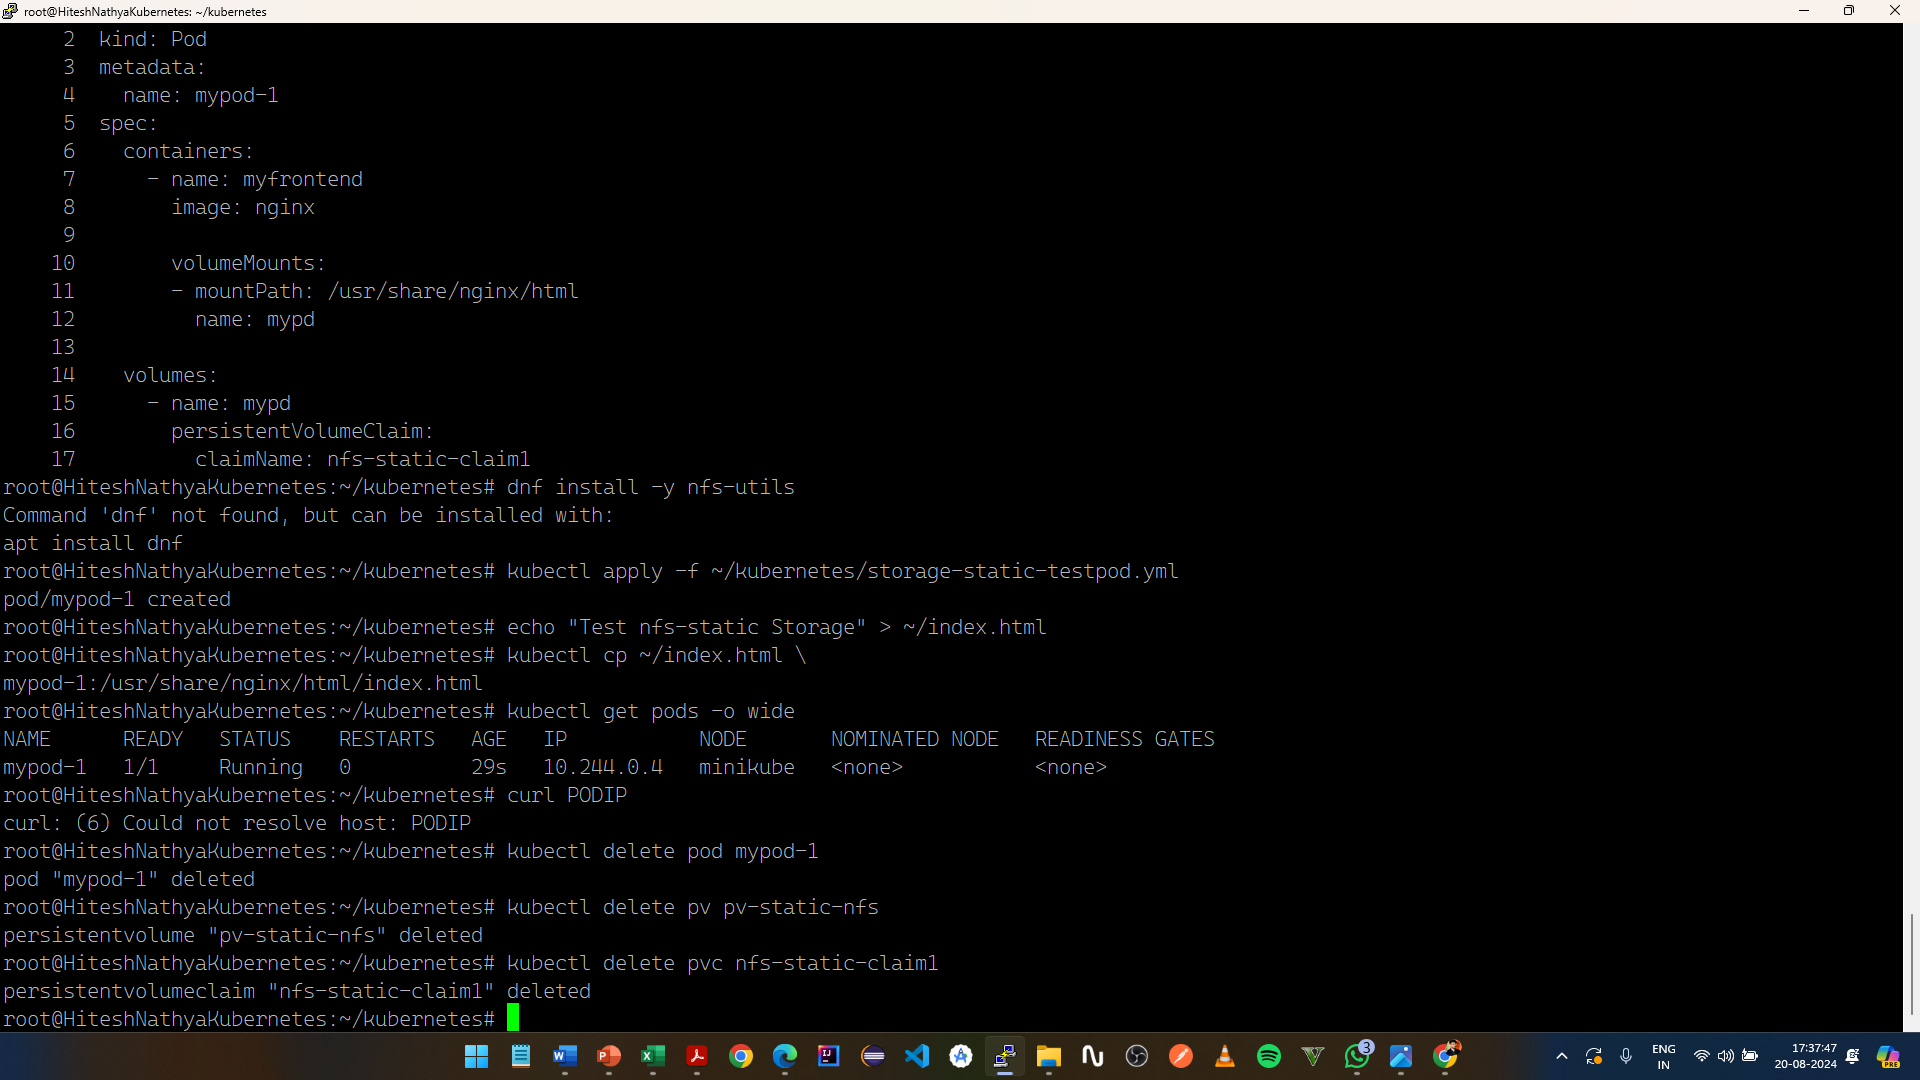 root@HiteshNathyaKubernetes: ~/kubernetes
2 kind: Pod
3 metadata:
4   name: mypod-1
5 spec:
6   containers:
7     - name: myfrontend
8       image: nginx
9
10       volumeMounts:
11       - mountPath: /usr/share/nginx/html
12         name: mypd
13
14   volumes:
15     - name: mypd
16       persistentVolumeClaim:
17         claimName: nfs-static-claim1
root@HiteshNathyaKubernetes:~/kubernetes# dnf install -y nfs-utils
Command 'dnf' not found, but can be installed with:
apt install dnf
root@HiteshNathyaKubernetes:~/kubernetes# kubectl apply -f ~/kubernetes/storage-static-testpod.yml
pod/mypod-1 created
root@HiteshNathyaKubernetes:~/kubernetes# echo "Test nfs-static Storage" > ~/index.html
root@HiteshNathyaKubernetes:~/kubernetes# kubectl cp ~/index.html \
mypod-1:/usr/share/nginx/html/index.html
root@HiteshNathyaKubernetes:~/kubernetes# kubectl get pods -o wide
NAME      READY   STATUS    RESTARTS   AGE   IP           NODE       NOMINATED NODE   READINESS GATES
mypod-1   1/1     Running   0          29s   10.244.0.4   minikube   <none>           <none>
root@HiteshNathyaKubernetes:~/kubernetes# curl PODIP
curl: (6) Could not resolve host: PODIP
root@HiteshNathyaKubernetes:~/kubernetes# kubectl delete pod mypod-1
pod "mypod-1" deleted
root@HiteshNathyaKubernetes:~/kubernetes# kubectl delete pv pv-static-nfs
persistentvolume "pv-static-nfs" deleted
root@HiteshNathyaKubernetes:~/kubernetes# kubectl delete pvc nfs-static-claim1
persistentvolumeclaim "nfs-static-claim1" deleted
root@HiteshNathyaKubernetes:~/kubernetes#
3
ENG
IN
17:37:47
20-08-2024
PRE